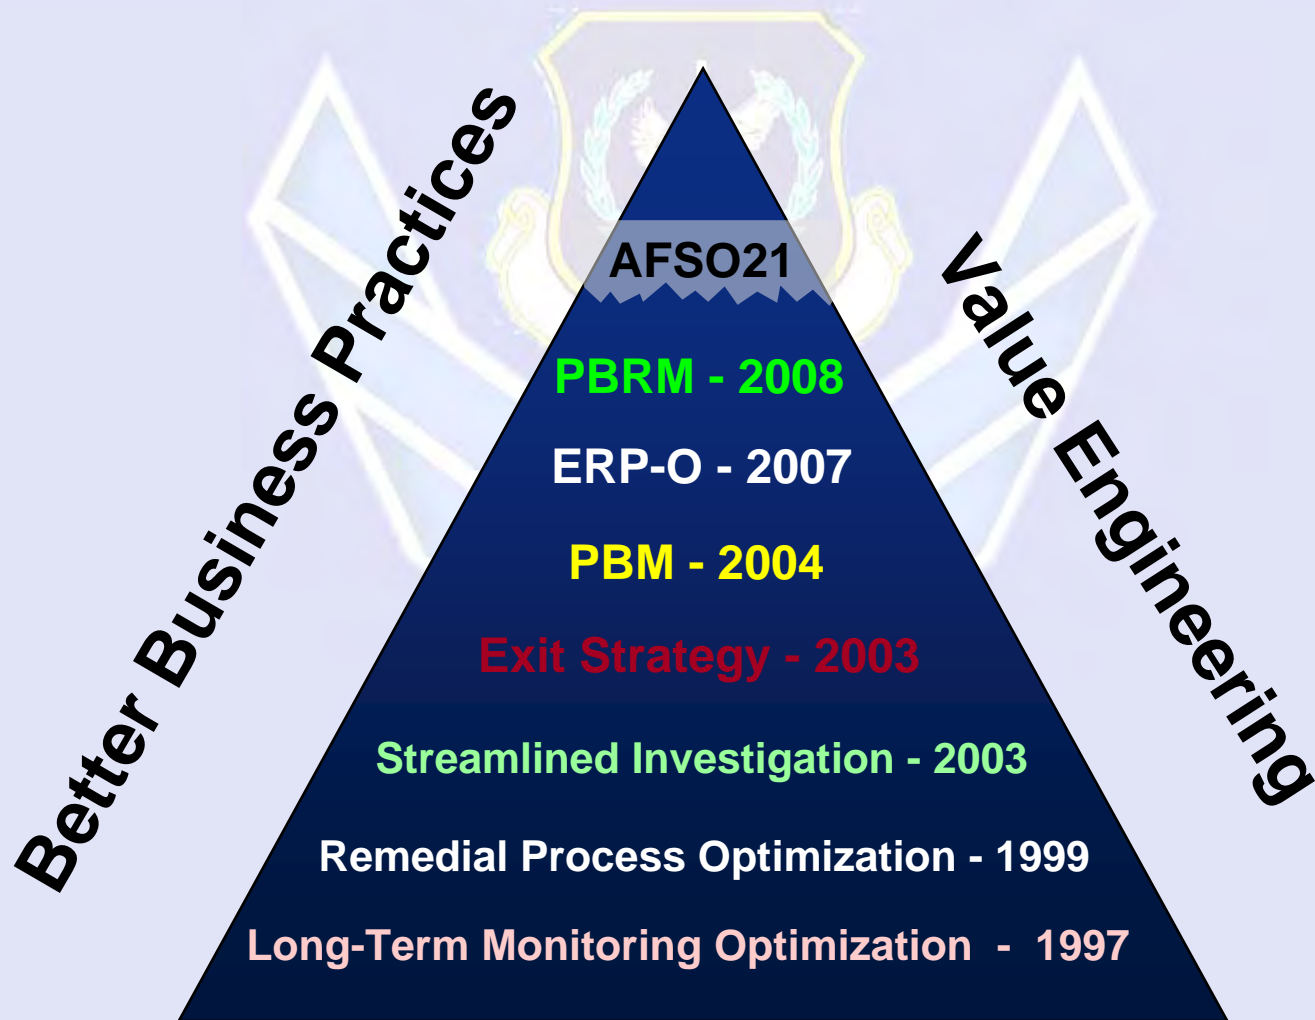 Better Business Practices
Value Engineering
AFSO21
PBRM - 2008
ERP-O - 2007
PBM - 2004
Exit Strategy - 2003
Streamlined Investigation - 2003
Remedial Process Optimization - 1999
Long-Term Monitoring Optimization - 1997